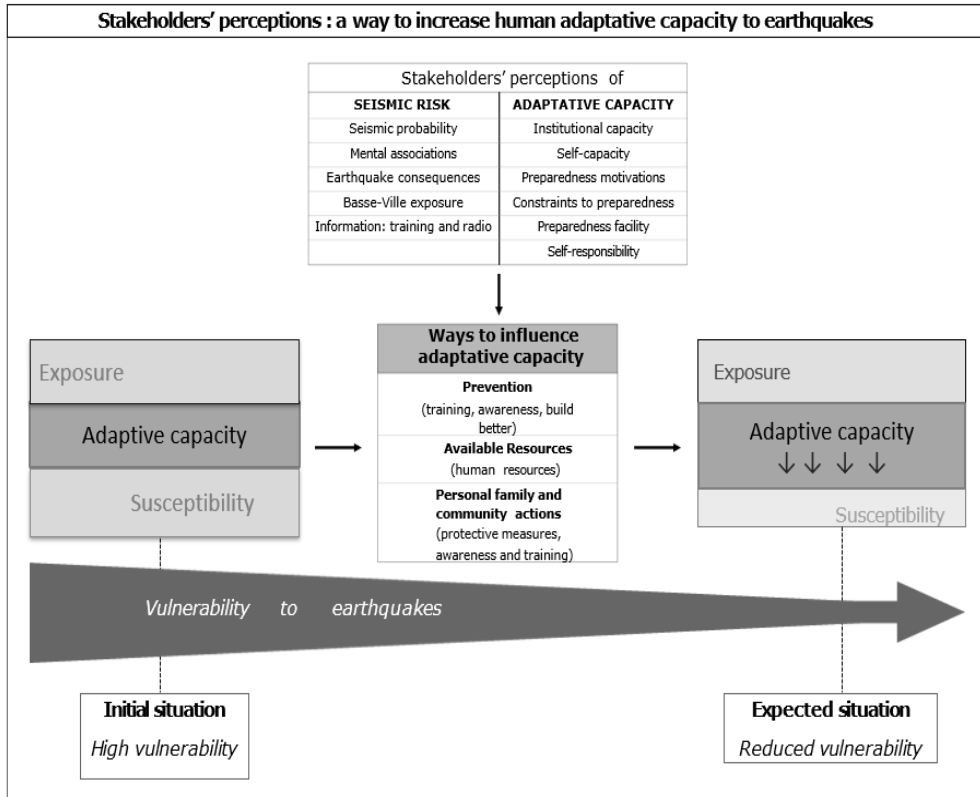 Stakeholders' perceptions : a way to increase human adaptative capacity to earthquakes
Stakeholders' perceptions of
SEISMIC RISK
ADAPTATIVE CAPACITY
Seismic probability
Institutional capacity
Mental associations
Self-capacity
Earthquake consequences
Preparedness motivations
Basse-Ville exposure
Constraints to preparedness
Information: training and radio
Preparedness facility
Self-responsibility
Exposure
Adaptive capacity
Susceptibility
Ways to influence
adaptative capacity
Prevention
(training, awareness, build
better)
Available Resources
(human resources)
Personal family and
community actions
(protective measures,
awareness and training)
Exposure
Adaptive capacity
↓ ↓ ↓ ↓
Susceptibility
Vulnerability to earthquakes
Initial situation
High vulnerability
Expected situation
Reduced vulnerability